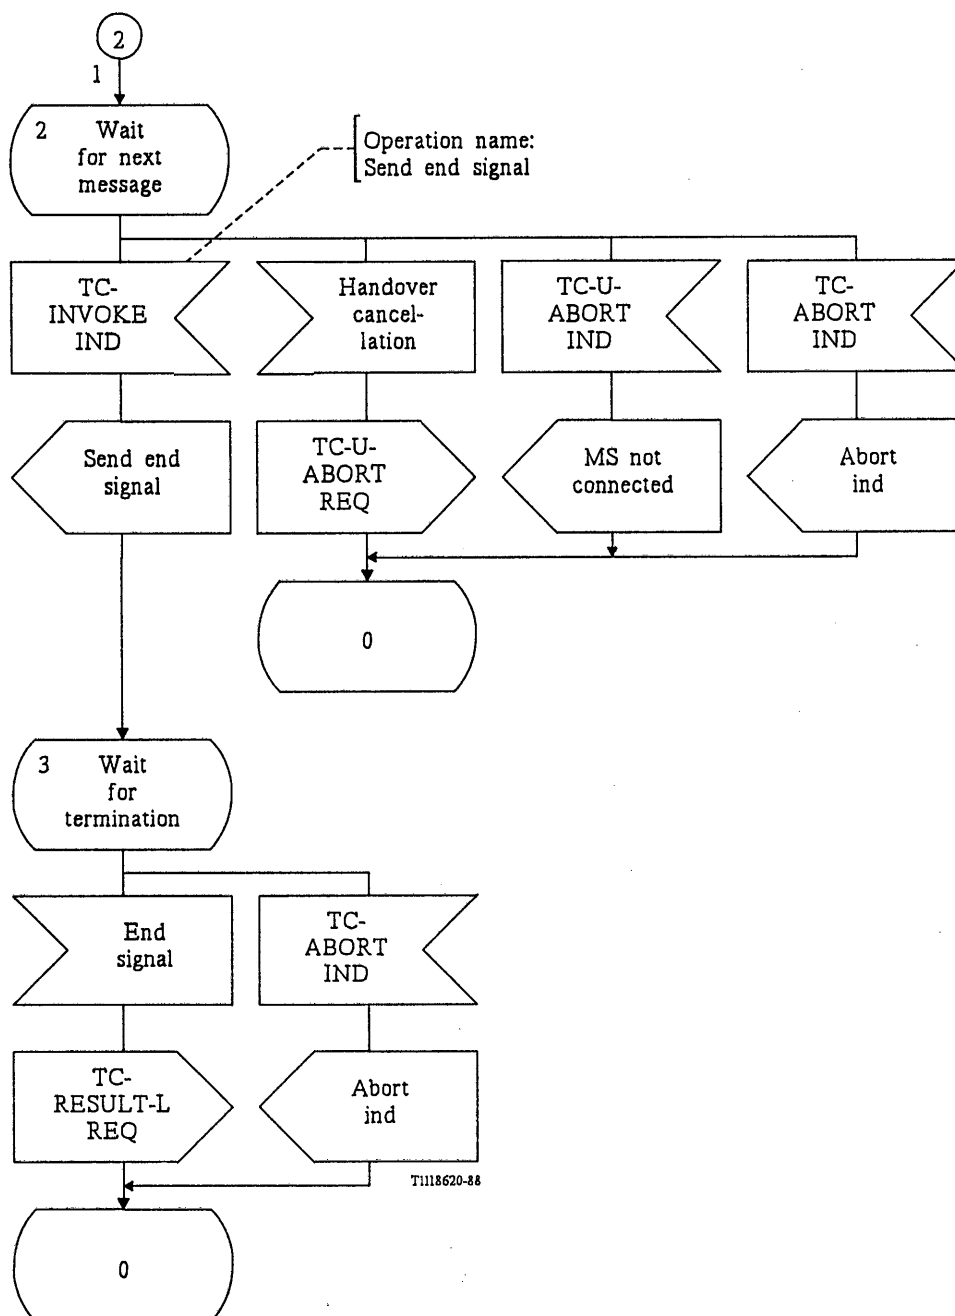 2
1
2 Wait
for next
message
Operation name:
Send end signal
TC-
INVOKE
IND
Handover
cancel-
lation
TC-U-
ABORT
IND
TC-
ABORT
IND
Send end
signal
TC-U-
ABORT
REQ
MS not
connected
Abort
ind
0
3 Wait
for
termination
End
signal
TC-
ABORT
IND
TC-
RESULT-L
REQ
Abort
ind
T1118620-88
0